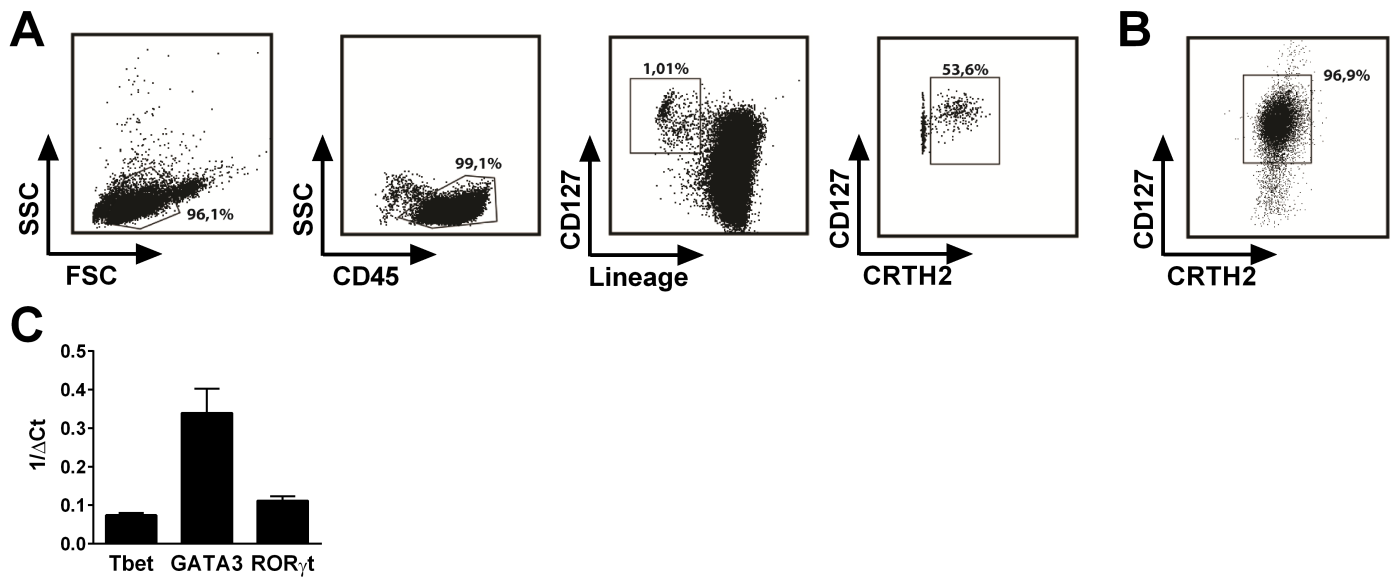 A
SSC
96,1%
FSC
SSC
99,1%
CD45
CD127
1,01%
Lineage
CD127
53,6%
CRTH2
B
CD127
96,9%
CRTH2
C
1/ΔCt
0.5
0.4
0.3
0.2
0.1
0.0
Tbet GATA3 RORγt